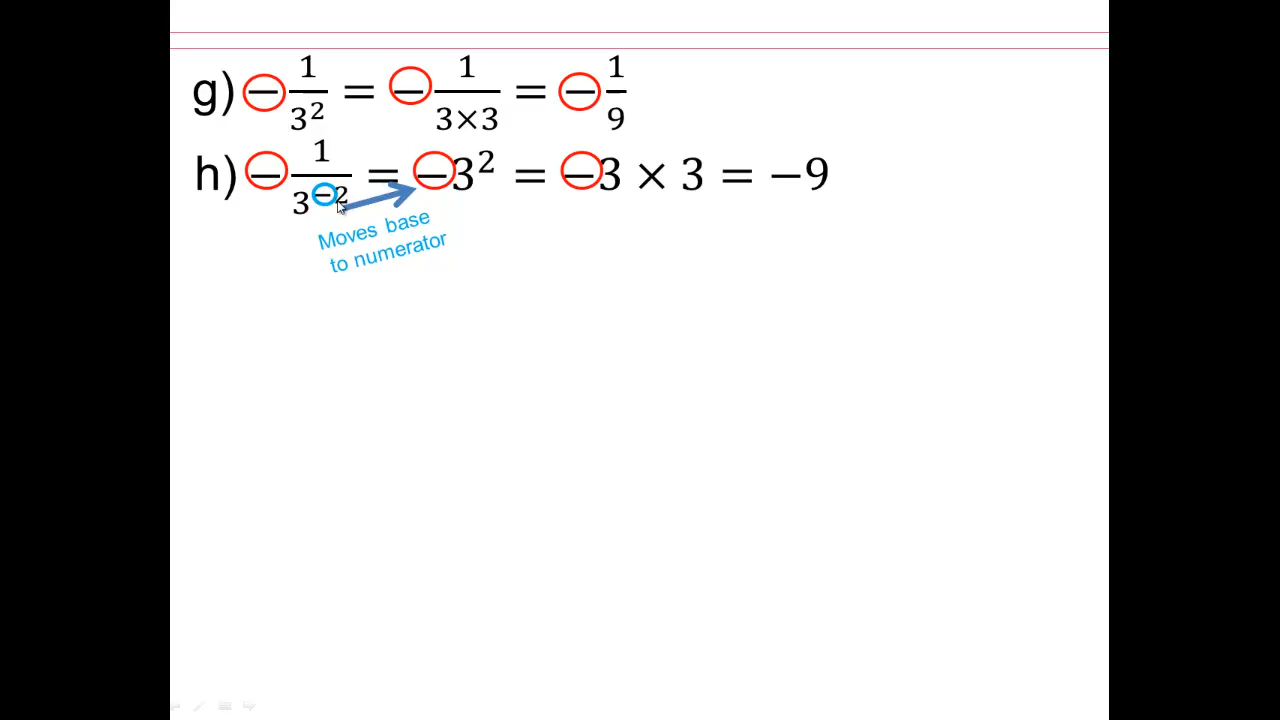 g) −1/3² = −1/(3×3) = −1/9
h) −1/3⁻² = −3² = −3 × 3 = −9
Moves base
to numerator